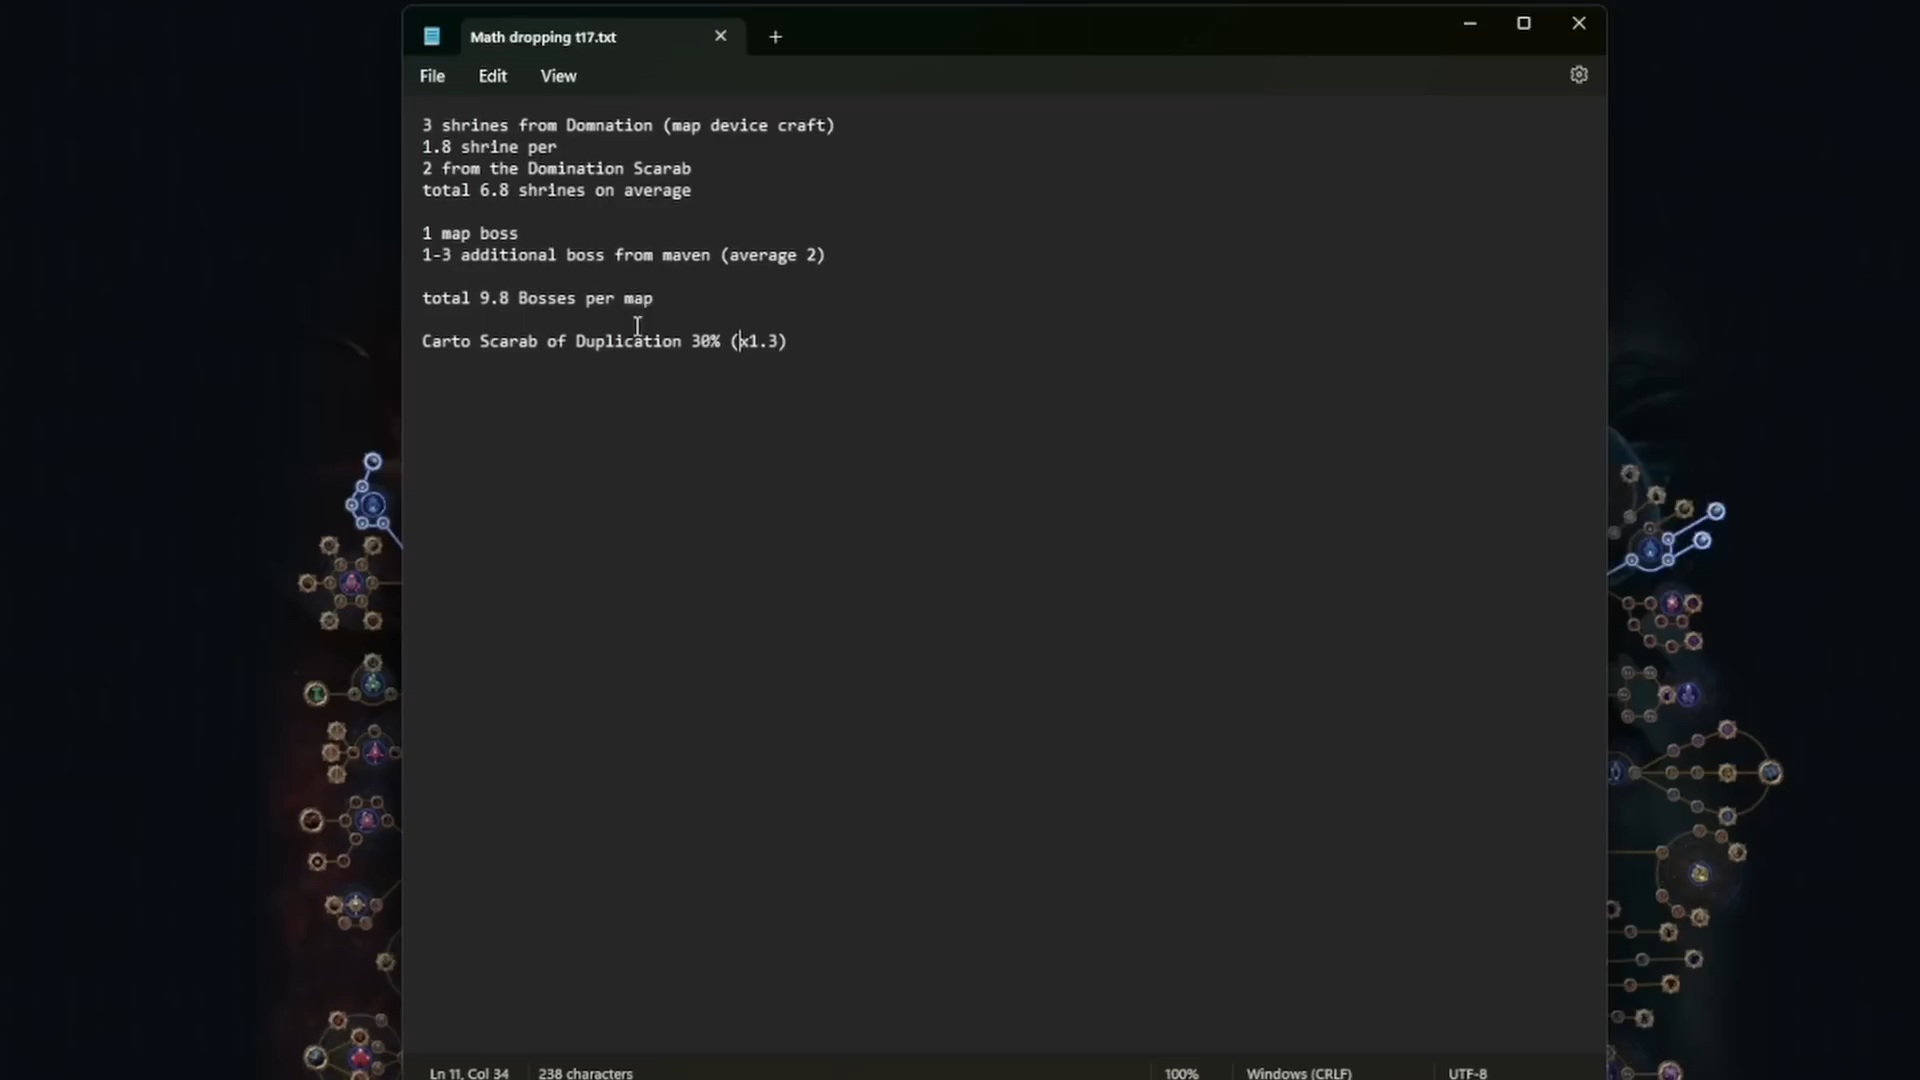 Math dropping t17.txt
File Edit View
3 shrines from Domnation (map device craft)
1.8 shrine per
2 from the Domination Scarab
total 6.8 shrines on average
1 map boss
1-3 additional boss from maven (average 2)
total 9.8 Bosses per map
Carto Scarab of Duplication 30% (x1.3)
Ln 11, Col 34 238 characters 100% Windows (CRLF) UTF-8